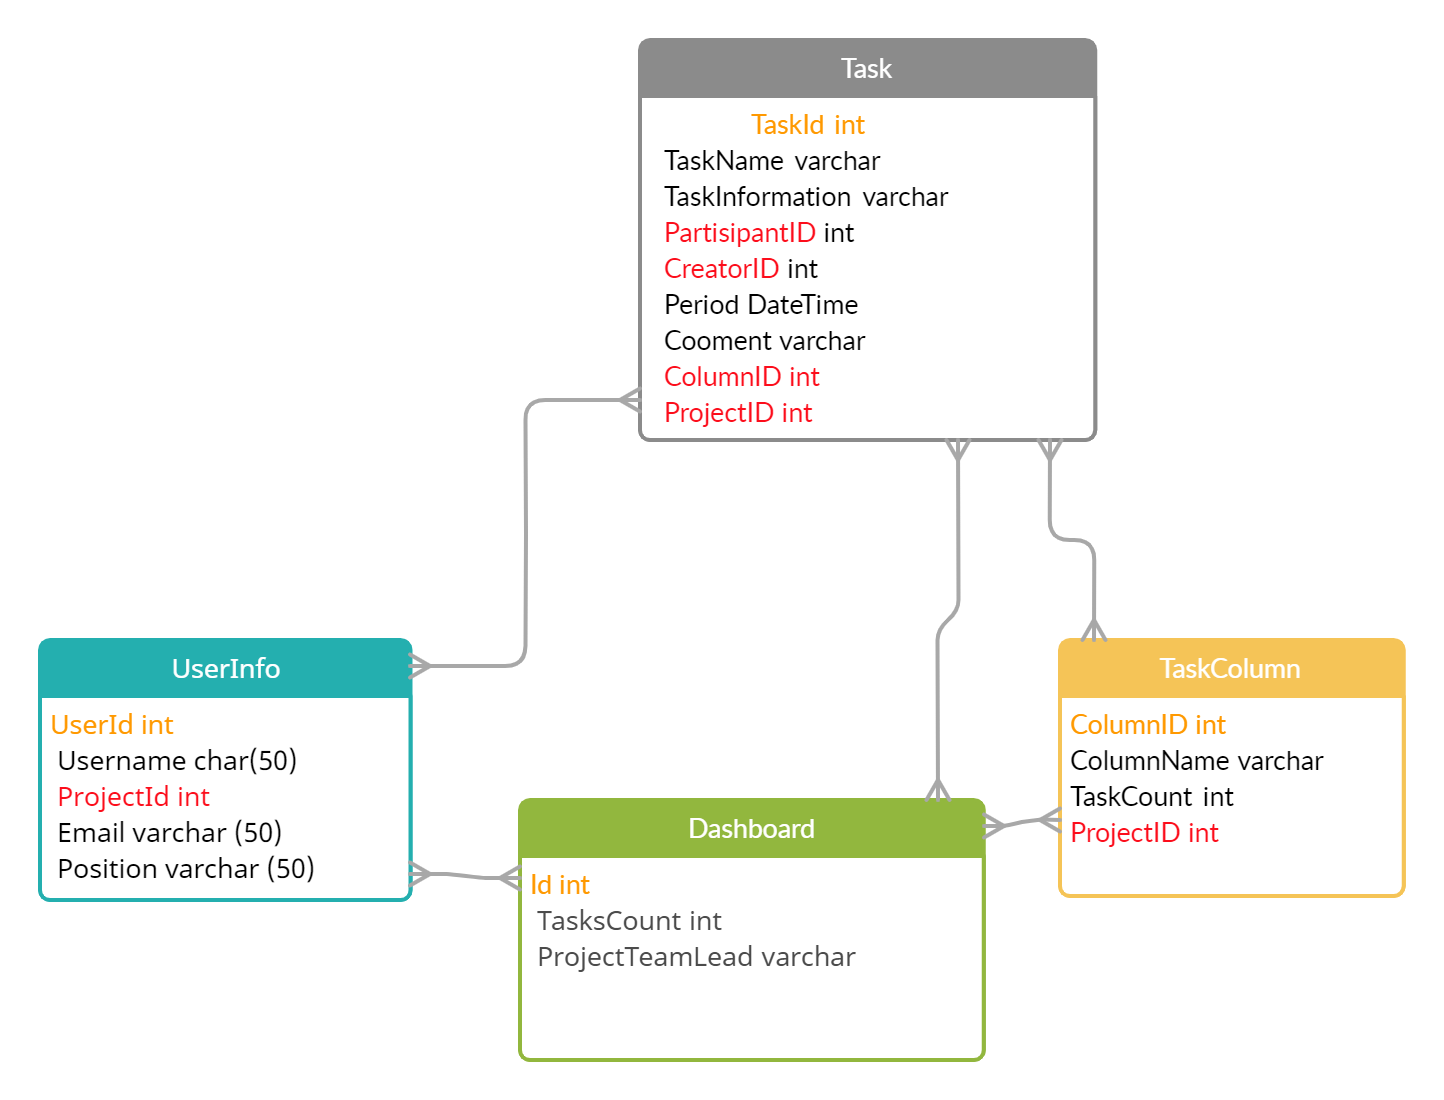 Task
TaskId int
TaskName varchar
TaskInformation varchar
PartisipantID int
CreatorID int
Period DateTime
Cooment varchar
ColumnID int
ProjectID int
UserInfo
UserId int
Username char(50)
ProjectId int
Email varchar (50)
Position varchar (50)
Dashboard
Id int
TasksCount int
ProjectTeamLead varchar
TaskColumn
ColumnID int
ColumnName varchar
TaskCount int
ProjectID int